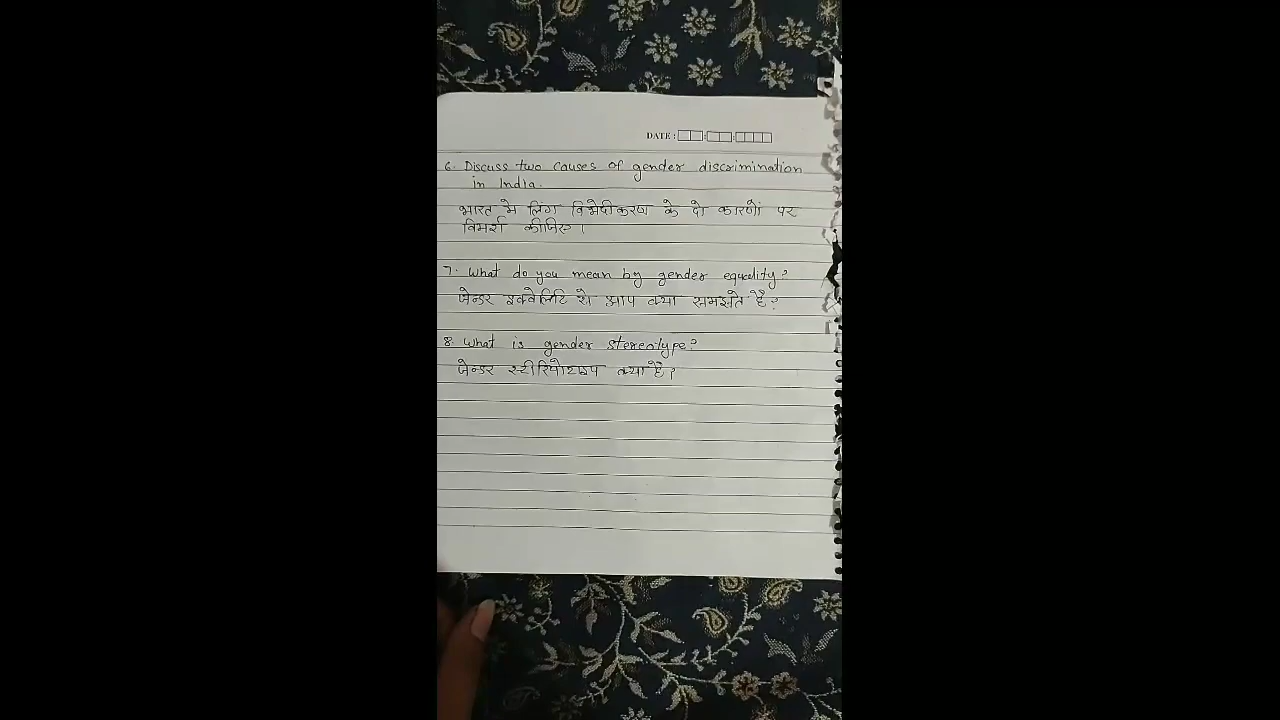 DATE :
6. Discuss two causes of gender discrimination
in India.
भारत मे लिंग विभेदीकरण के दो कारणों पर
विमर्श कीजिए।
7. What do you mean by gender equality?
जेन्डर इक्वेलिटि से आप क्या समझते हैं?
8. What is gender stereotype?
जेन्डर स्टीरियोटाइप क्या है?